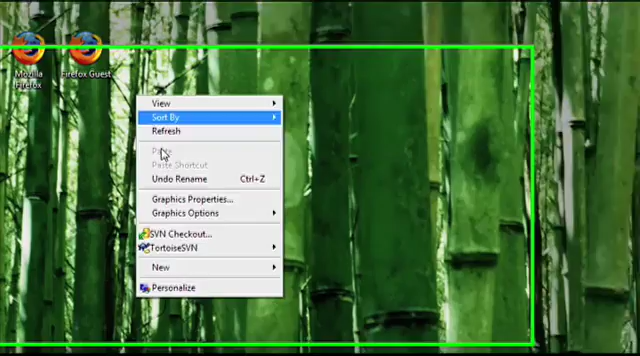 Mozilla Firefox
Firefox Guest
View
Sort By
Refresh
Paste
Paste Shortcut
Undo Rename Ctrl+Z
Graphics Properties...
Graphics Options
SVN Checkout...
TortoiseSVN
New
Personalize